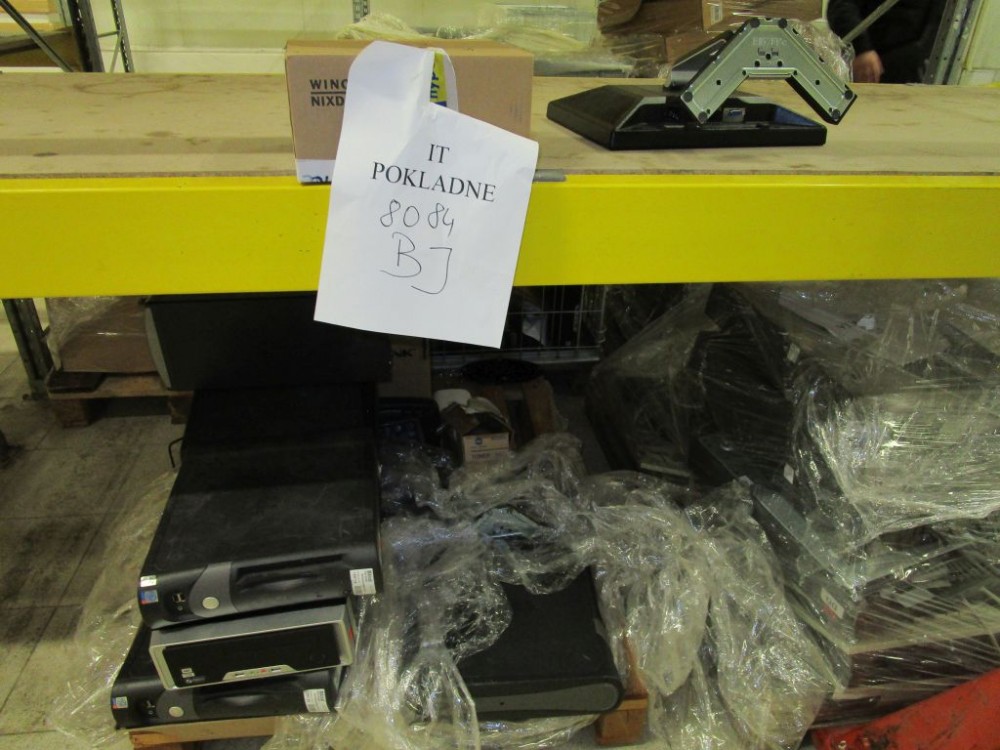 WINC
NIXD
IT
POKLADNE
8084
BJ